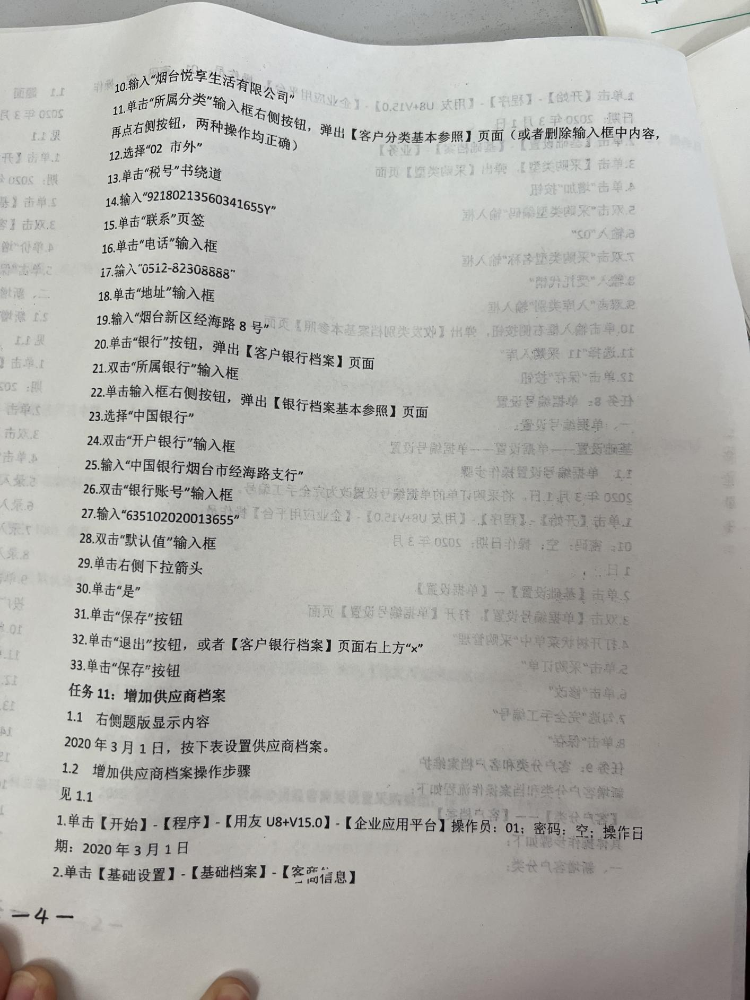 10.输入“烟台悦享生活有限公司”
11.单击“所属分类”输入框右侧按钮，弹出【客户分类基本参照】页面（或者删除输入框中内容，
再点右侧按钮，两种操作均正确）
12.选择“02 市外”
13.单击“税号”书绕道
14.输入“92180213560341655Y”
15.单击“联系”页签
16.单击“电话”输入框
17.输入“0512-82308888”
18.单击“地址”输入框
19.输入“烟台新区经海路 8 号”
20.单击“银行”按钮，弹出【客户银行档案】页面
21.双击“所属银行”输入框
22.单击输入框右侧按钮，弹出【银行档案基本参照】页面
23.选择“中国银行”
24.双击“开户银行”输入框
25.输入“中国银行烟台市经海路支行”
26.双击“银行账号”输入框
27.输入“635102020013655”
28.双击“默认值”输入框
29.单击右侧下拉箭头
30.单击“是”
31.单击“保存”按钮
32.单击“退出”按钮，或者【客户银行档案】页面右上方“x”
33.单击“保存”按钮
任务 11：增加供应商档案
1.1 右侧题版显示内容
2020 年 3 月 1 日，按下表设置供应商档案。
1.2 增加供应商档案操作步骤
见 1.1
1.单击【开始】-【程序】-【用友 U8+V15.0】-【企业应用平台】操作员：01；密码：空；操作日
期：2020 年 3 月 1 日
2.单击【基础设置】-【基础档案】-【客商信息】
-4-